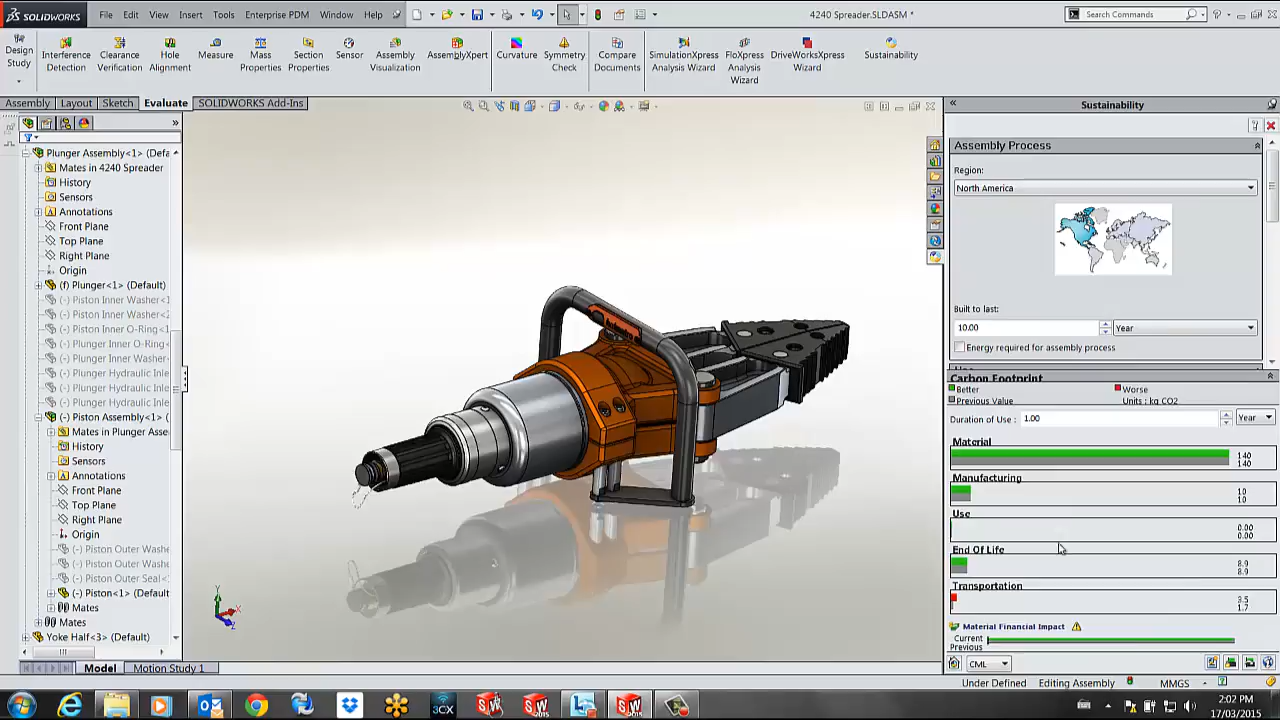 SOLIDWORKS File Edit View Insert Tools Enterprise PDM Window Help 4240 Spreader.SLDASM * Search Commands
Design Study Interference Detection Clearance Verification Hole Alignment Measure Mass Properties Section Properties Sensor Assembly Visualization AssemblyXpert Curvature Symmetry Check Compare Documents SimulationXpress Analysis Wizard FloXpress Analysis Wizard DriveWorksXpress Wizard Sustainability
Assembly Layout Sketch Evaluate SOLIDWORKS Add-Ins
Plunger Assembly<1> (Defa
Mates in 4240 Spreader
History
Sensors
Annotations
Front Plane
Top Plane
Right Plane
Origin
(f) Plunger<1> (Default)
(-) Piston Inner Washer<1
(-) Piston Inner Washer<2
(-) Piston Inner O-Ring<1
(-) Plunger Inner O-Ring<1
(-) Plunger Inner Washer<
(-) Plunger Hydraulic Inle
(-) Plunger Hydraulic Inle
(-) Plunger Hydraulic Inle
(-) Piston Assembly<1> (
Mates in Plunger Asse
History
Sensors
Annotations
Front Plane
Top Plane
Right Plane
Origin
(-) Piston Outer Washe
(-) Piston Outer Washe
(-) Piston Outer Seal<
(-) Piston<1> (Default
Mates
Mates
Yoke Half<3> (Default)
Model Motion Study 1
Sustainability
Assembly Process
Region:
North America
Built to last:
10.00 Year
Energy required for assembly process
Carbon Footprint
Better Worse
Previous Value Units : kg CO2
Duration of Use : 1.00 Year
Material
140
140
Manufacturing
10
10
Use
0.00
0.00
End Of Life
8.9
8.9
Transportation
3.5
1.7
Material Financial Impact
Current
Previous
CML
Under Defined Editing Assembly MMGS
3CX
2:02 PM
17/03/2015